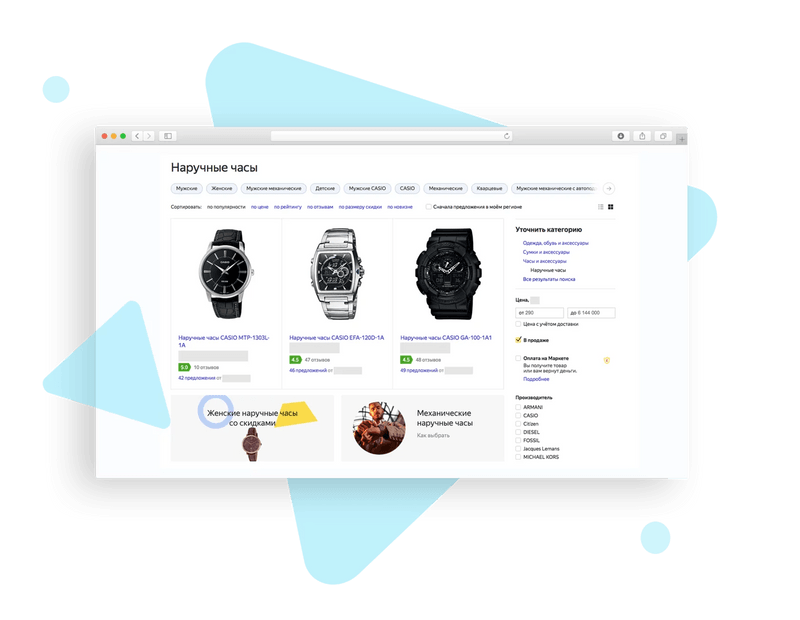 Наручные часы
Мужские Женские Мужские механические Детские Мужские CASIO CASIO Механические Кварцевые Мужские механические с автопод
Сортировать: по популярности по цене по рейтингу по отзывам по размеру скидки по новизне Сначала предложения в моём регионе
Наручные часы CASIO MTP-1303L-
1A
5.0 10 отзывов
42 предложения от
Наручные часы CASIO EFA-120D-1A
4.5 47 отзывов
46 предложений от
Наручные часы CASIO GA-100-1A1
4.5 48 отзывов
49 предложений от
Женские наручные часы
со скидками
Механические
наручные часы
Как выбрать
Уточнить категорию
Одежда, обувь и аксессуары
Сумки и аксессуары
Часы и аксессуары
Наручные часы
Все результаты поиска
Цена,
от 290 до 6 144 000
Цена с учётом доставки
В продаже
Оплата на Маркете
Вы получите товар
или вам вернут деньги.
Подробнее
Производитель
ARMANI
CASIO
Citizen
DIESEL
FOSSIL
Jacques Lemans
MICHAEL KORS